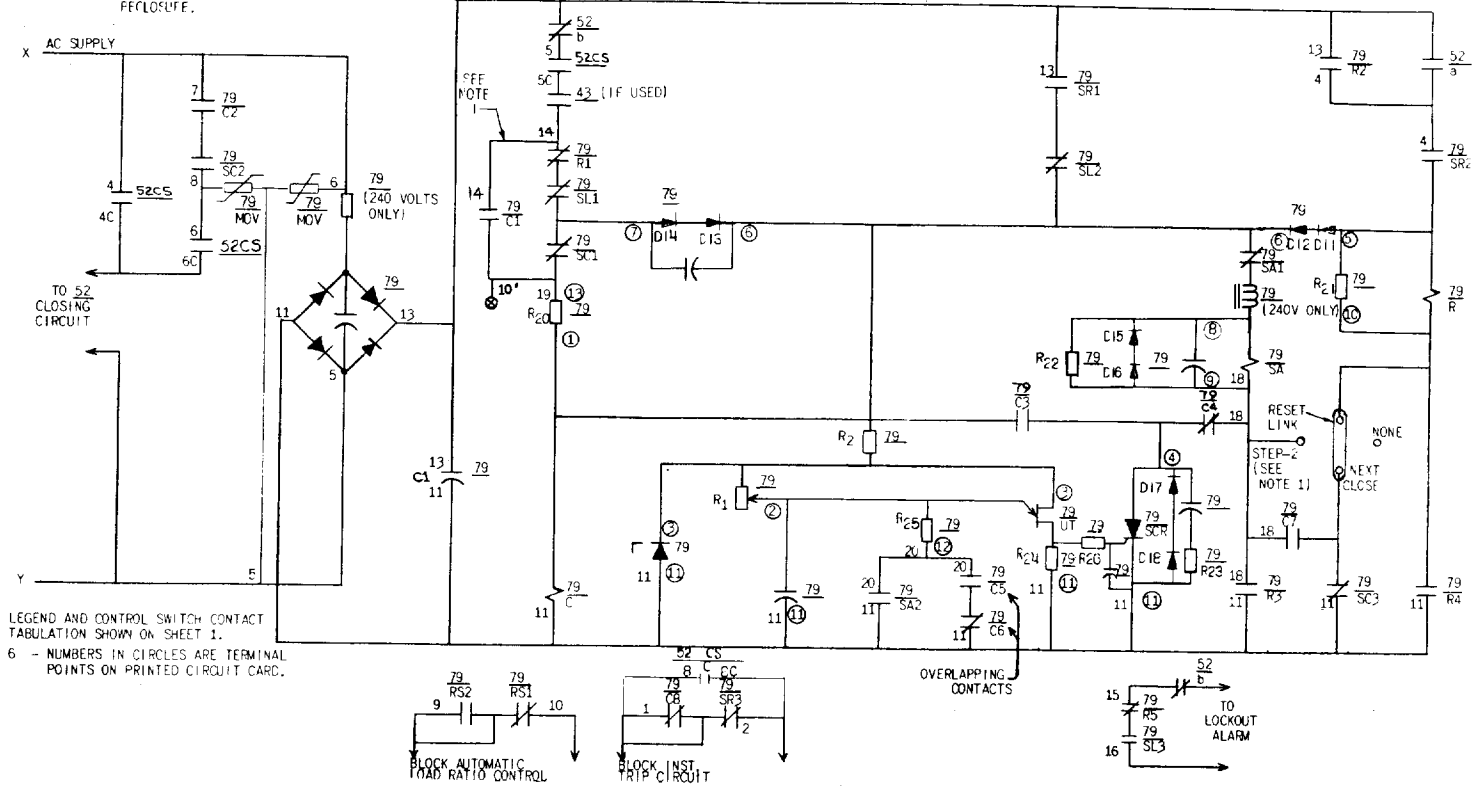 FECLOSURE.
X AC SUPPLY
7 79 C2
79 SC2
8
4 52CS
4C
6 52CS
6C
79 MOV
79 MOV
6
79
(240 VOLTS
ONLY)
TO 52
CLOSING
CIRCUIT
11 79 13
5
Y 5
C1 13 79
11
LEGEND AND CONTROL SWITCH CONTACT
TABULATION SHOWN ON SHEET 1.
6 - NUMBERS IN CIRCLES ARE TERMINAL
POINTS ON PRINTED CIRCUIT CARD.
52 b
5 52CS
5C
43 (IF USED)
SEE
NOTE
1
14
79 R1
79 SL1
14 79 C1
79 SC1
10'
19 13
R20 79
1
79 C
11
7 79 6
D14 D13
13 79 SR1
79 SL2
13 79 R2
4
52 a
4 79 SR2
79
6 D12 D11 5
79 SA1
79
(240V ONLY)
R21 79
10
79 R
R22 79
D15
D16 79
8
9
18
79 SA
79 C3
79 C4 18
R2 79
R1 79
2
3
79
11 11
79
11 11
R25 79
20 12
20 79 SA2
11
20 79 C5
79 C6
11
OVERLAPPING
CONTACTS
3
79 UT
R24 79
11 11
79
R26
79
4
79 SCR
D17
D18
79
79 R23
11 11
STEP-2
(SEE
NOTE 1)
RESET
LINK
NONE
NEXT
CLOSE
79 C7
18
18 79 R3
11
79 SC3
11
79 R4
11
79 RS2
79 RS1
9 10
BLOCK AUTOMATIC
LOAD RATIO CONTROL
52 CS
C
8 8C
79 C8
79 SR3
1 2
BLOCK INST.
TRIP CIRCUIT
52 b
15 79 R5
16 79 SL3
TO
LOCKOUT
ALARM